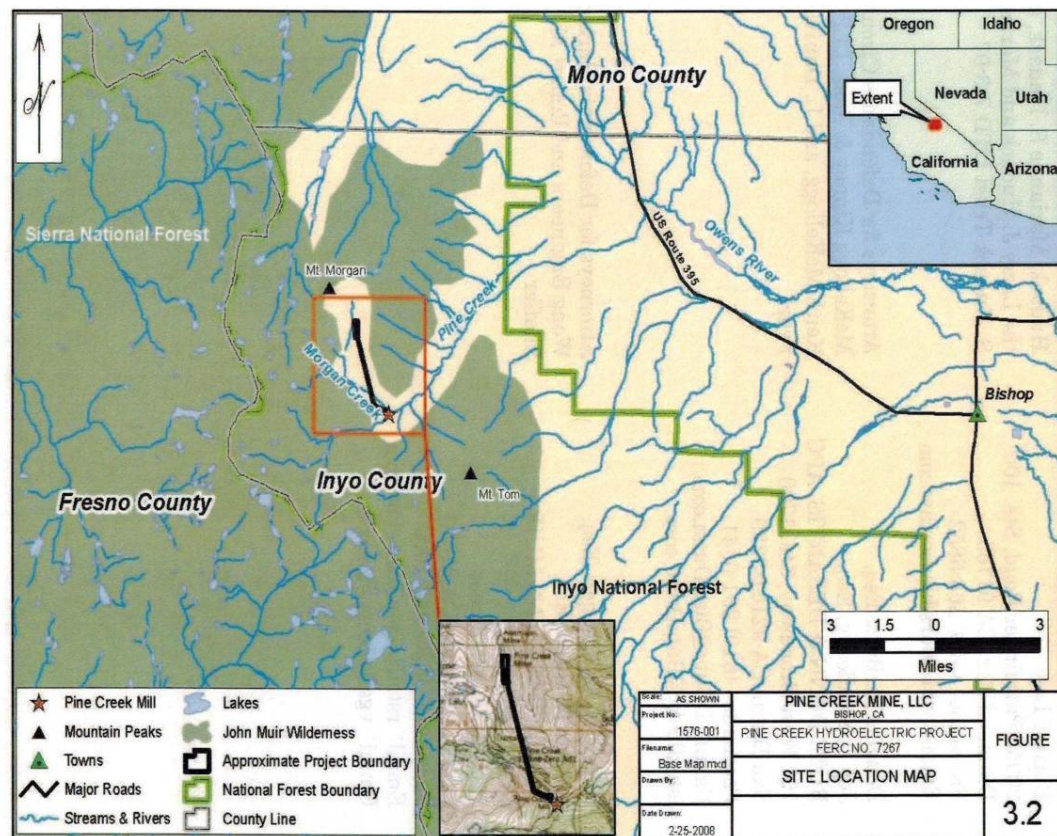 N
Mono County
Oregon
Idaho
Nevada
Utah
Extent
California
Arizona
Sierra National Forest
Mt. Morgan
Pine Creek
Morgan Creek
US Route 395
Owens River
Bishop
Fresno County
Inyo County
Mt. Tom
Inyo National Forest
3 1.5 0 3
Miles
Pine Creek Mill
Mountain Peaks
Towns
Major Roads
Streams & Rivers
Lakes
John Muir Wilderness
Approximate Project Boundary
National Forest Boundary
County Line
Pine Creek
Scale: AS SHOWN
Project No:
1576-001
Filename:
Base Map mxd
Drawn By:
Date Drawn:
2-25-2008
PINE CREEK MINE, LLC
BISHOP, CA
PINE CREEK HYDROELECTRIC PROJECT
FERC NO. 7267
SITE LOCATION MAP
FIGURE
3.2